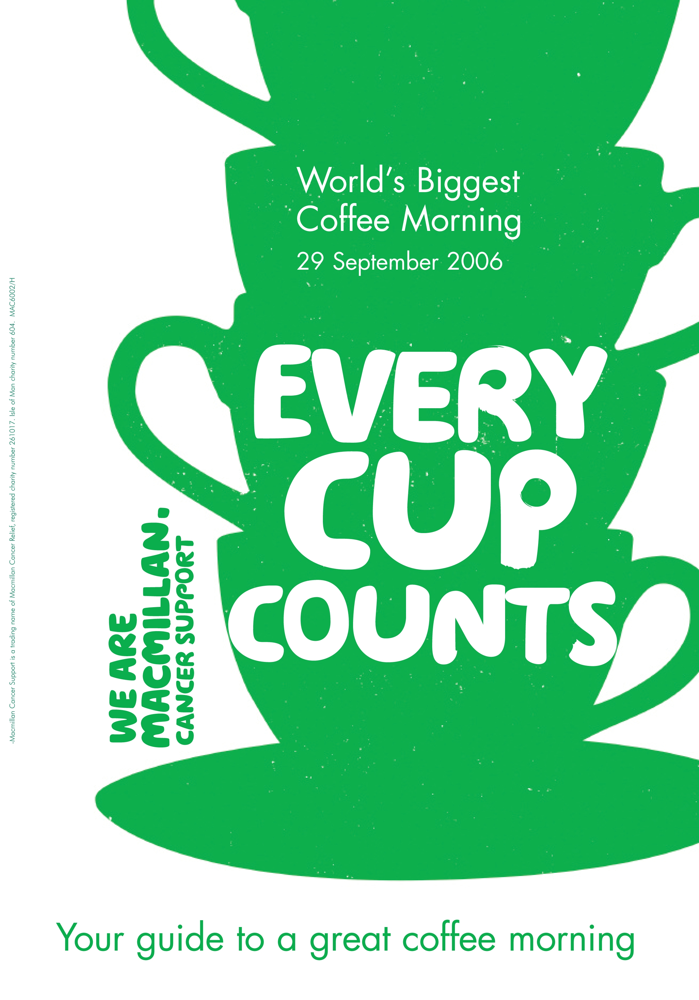 World's Biggest
Coffee Morning
29 September 2006
EVERY
CUP
COUNTS
WE ARE
MACMILLAN.
CANCER SUPPORT
-Macmillan Cancer Support is a trading name of Macmillan Cancer Relief, registered charity number 261017. Isle of Man charity number 604.  MAC6002/H
Your guide to a great coffee morning